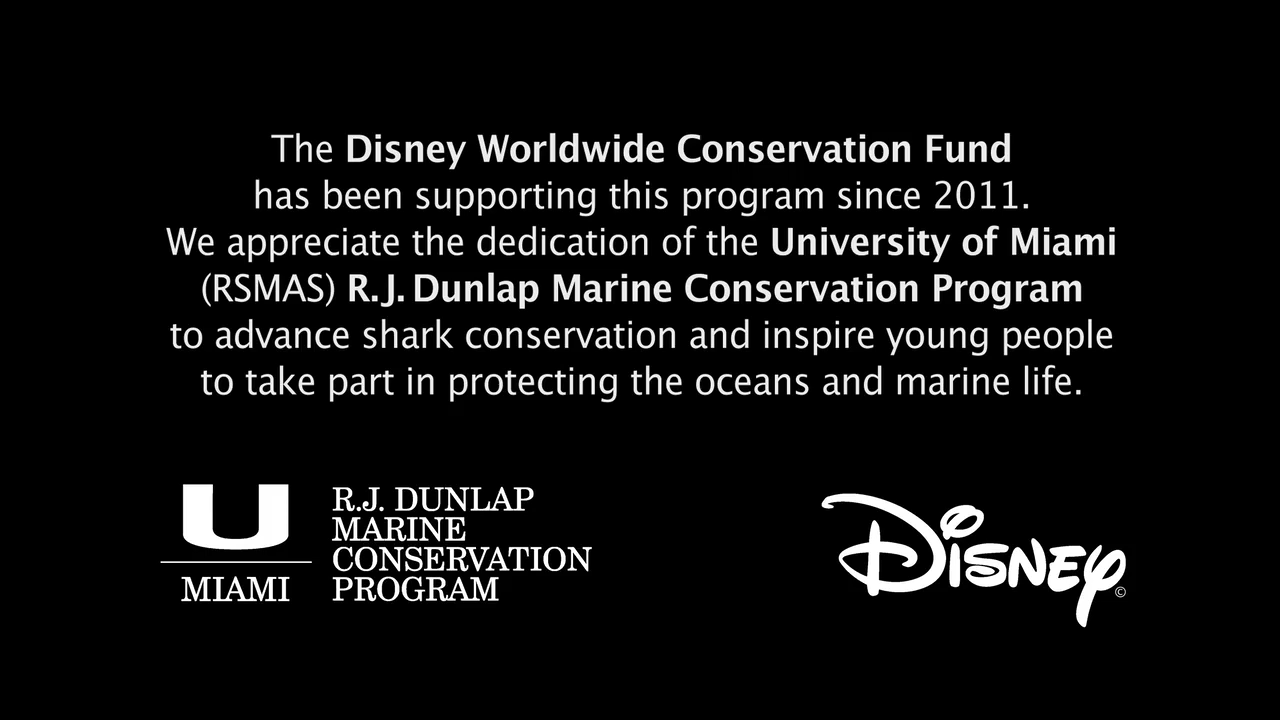 The Disney Worldwide Conservation Fund
has been supporting this program since 2011.
We appreciate the dedication of the University of Miami
(RSMAS) R.J. Dunlap Marine Conservation Program
to advance shark conservation and inspire young people
to take part in protecting the oceans and marine life.
U
MIAMI
R.J. DUNLAP
MARINE
CONSERVATION
PROGRAM
Disney
©